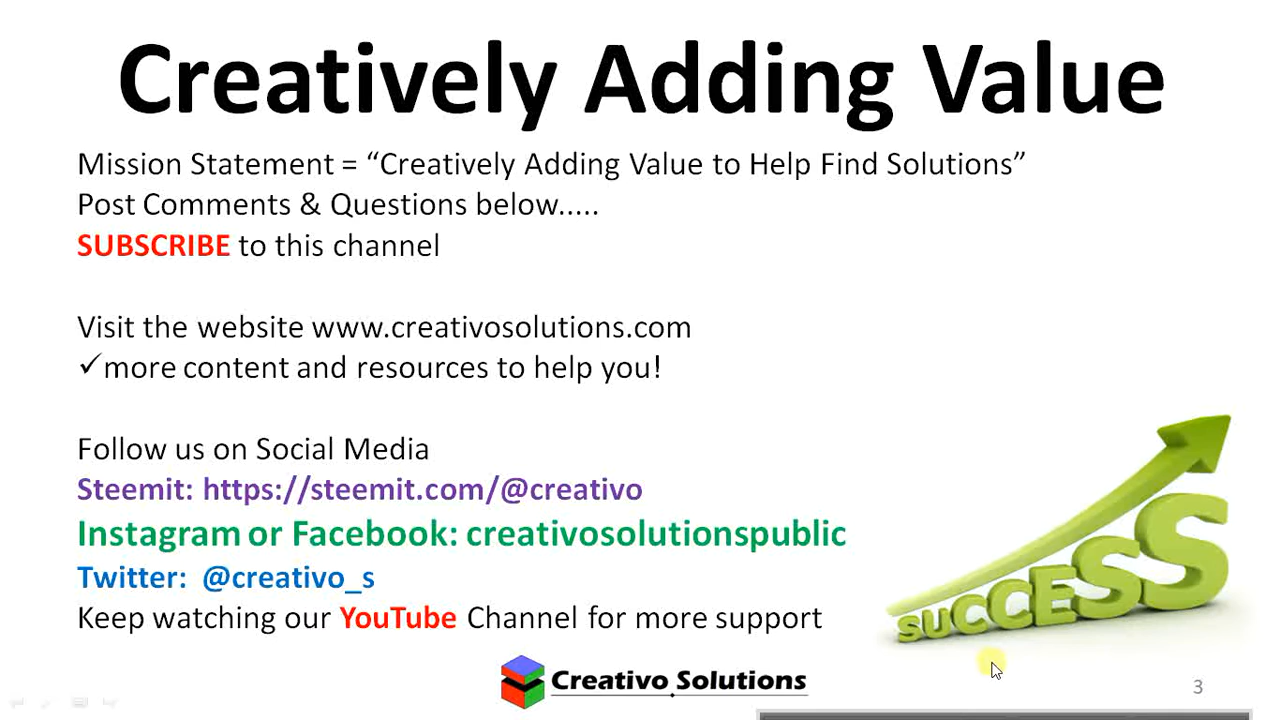 Creatively Adding Value
Mission Statement = “Creatively Adding Value to Help Find Solutions”
Post Comments & Questions below.....
SUBSCRIBE to this channel
Visit the website www.creativosolutions.com
✓more content and resources to help you!
Follow us on Social Media
Steemit: https://steemit.com/@creativo
Instagram or Facebook: creativosolutionspublic
Twitter: @creativo_s
Keep watching our YouTube Channel for more support
SUCCESS
Creativo Solutions
3